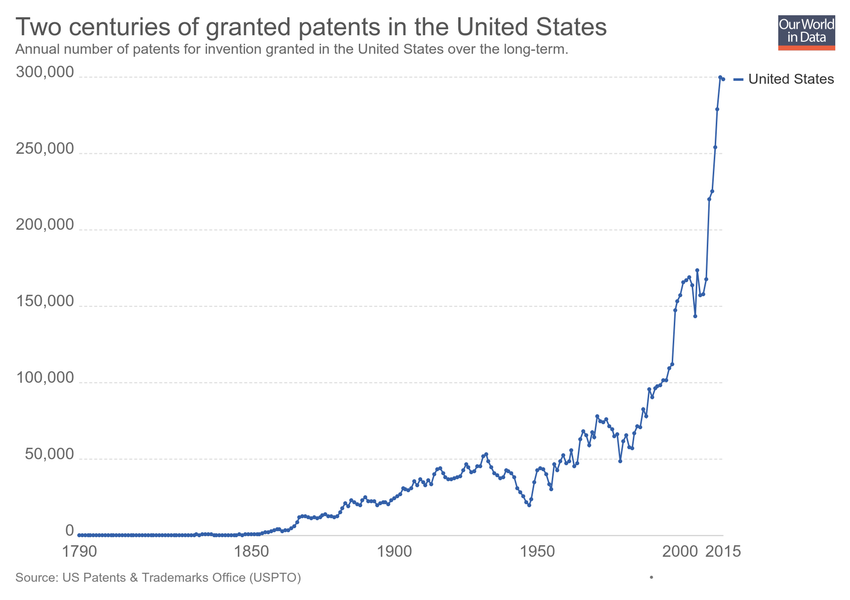 Two centuries of granted patents in the United States
Annual number of patents for invention granted in the United States over the long-term.
Our World
in Data
300,000
United States
250,000
200,000
150,000
100,000
50,000
0
1790 1850 1900 1950 2000 2015
Source: US Patents & Trademarks Office (USPTO)